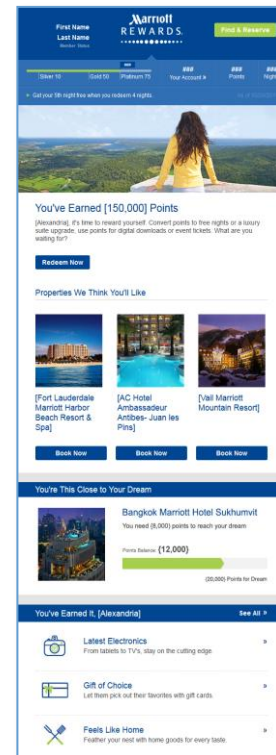 First Name
Last Name
Member Status
Marriott
REWARDS.
Find & Reserve
###
Silver 10
Gold 50
Platinum 75
###
Your Account »
###
Points
###
Night
Get your 5th night free when you redeem 4 nights.
You've Earned [150,000] Points
[Alexandria], it's time to reward yourself. Convert points to free nights or a luxury
suite upgrade, use points for digital downloads or event tickets. What are you
waiting for?
Redeem Now
Properties We Think You'll Like
[Fort Lauderdale
Marriott Harbor
Beach Resort &
Spa]
[AC Hotel
Ambassadeur
Antibes- Juan les
Pins]
[Vail Marriott
Mountain Resort]
Book Now
Book Now
Book Now
You're This Close to Your Dream
Bangkok Marriott Hotel Sukhumvit
You need {8,000} points to reach your dream
Points Balance: {12,000}
{20,000} Points for Dream
You've Earned It, [Alexandria]
See All »
Latest Electronics
From tablets to TV's, stay on the cutting edge.
»
Gift of Choice
Let them pick out their favorites with gift cards.
»
Feels Like Home
Feather your nest with home goods for every taste.
»